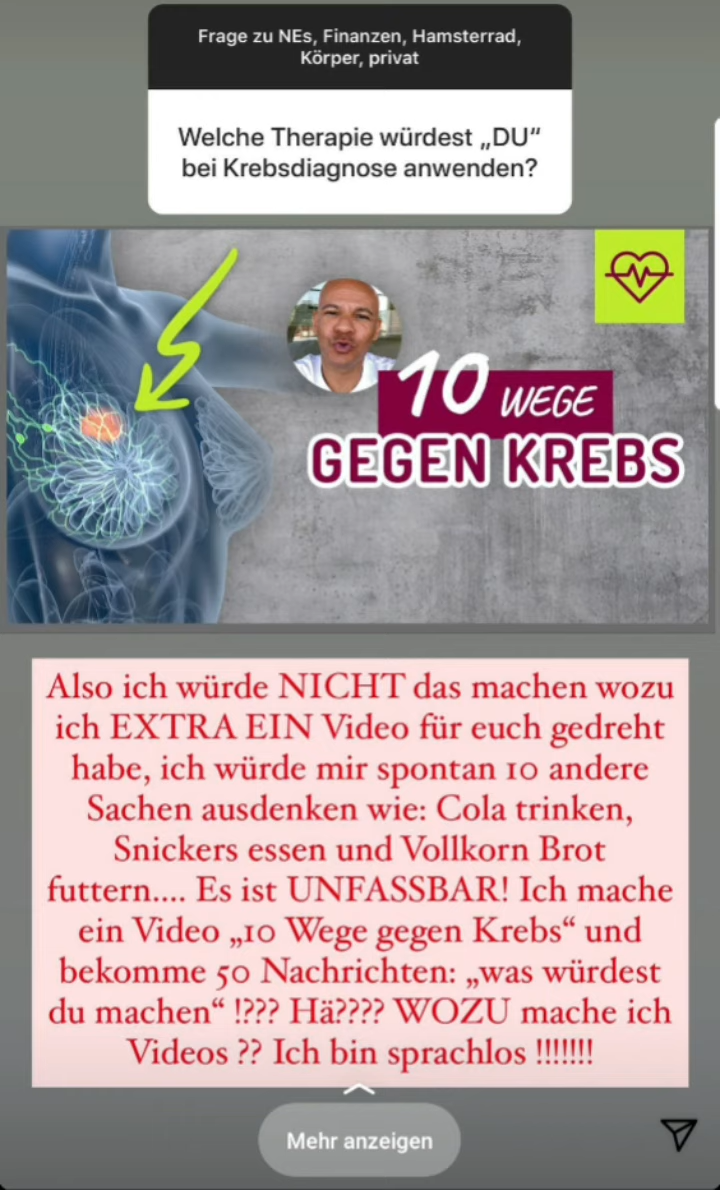 Frage zu NEs, Finanzen, Hamsterrad,
Körper, privat
Welche Therapie würdest „DU“
bei Krebsdiagnose anwenden?
10 WEGE
GEGEN KREBS
Also ich würde NICHT das machen wozu
ich EXTRA EIN Video für euch gedreht
habe, ich würde mir spontan 10 andere
Sachen ausdenken wie: Cola trinken,
Snickers essen und Vollkorn Brot
futtern.... Es ist UNFASSBAR! Ich mache
ein Video „10 Wege gegen Krebs“ und
bekomme 50 Nachrichten: „was würdest
du machen“ !??? Hä???? WOZU mache ich
Videos ?? Ich bin sprachlos !!!!!!!
Mehr anzeigen